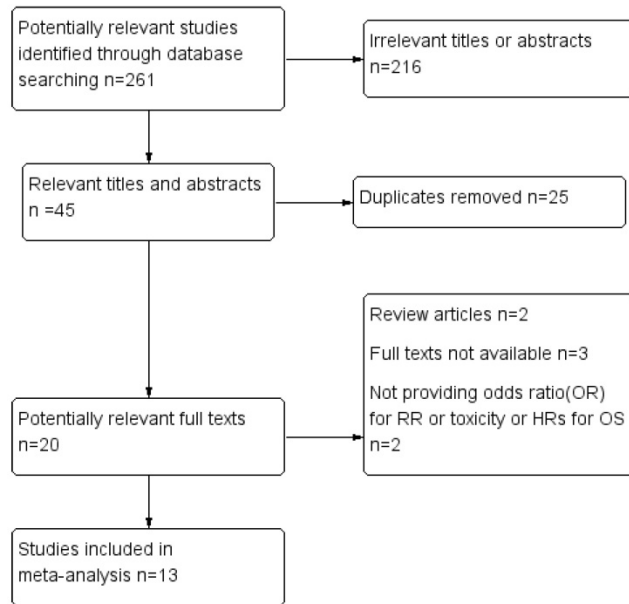 Potentially relevant studies
identified through database
searching n=261
Irrelevant titles or abstracts
n=216
Relevant titles and abstracts
n =45
Duplicates removed n=25
Review articles n=2
Full texts not available n=3
Not providing odds ratio(OR)
for RR or toxicity or HRs for OS
n=2
Potentially relevant full texts
n=20
Studies included in
meta-analysis n=13